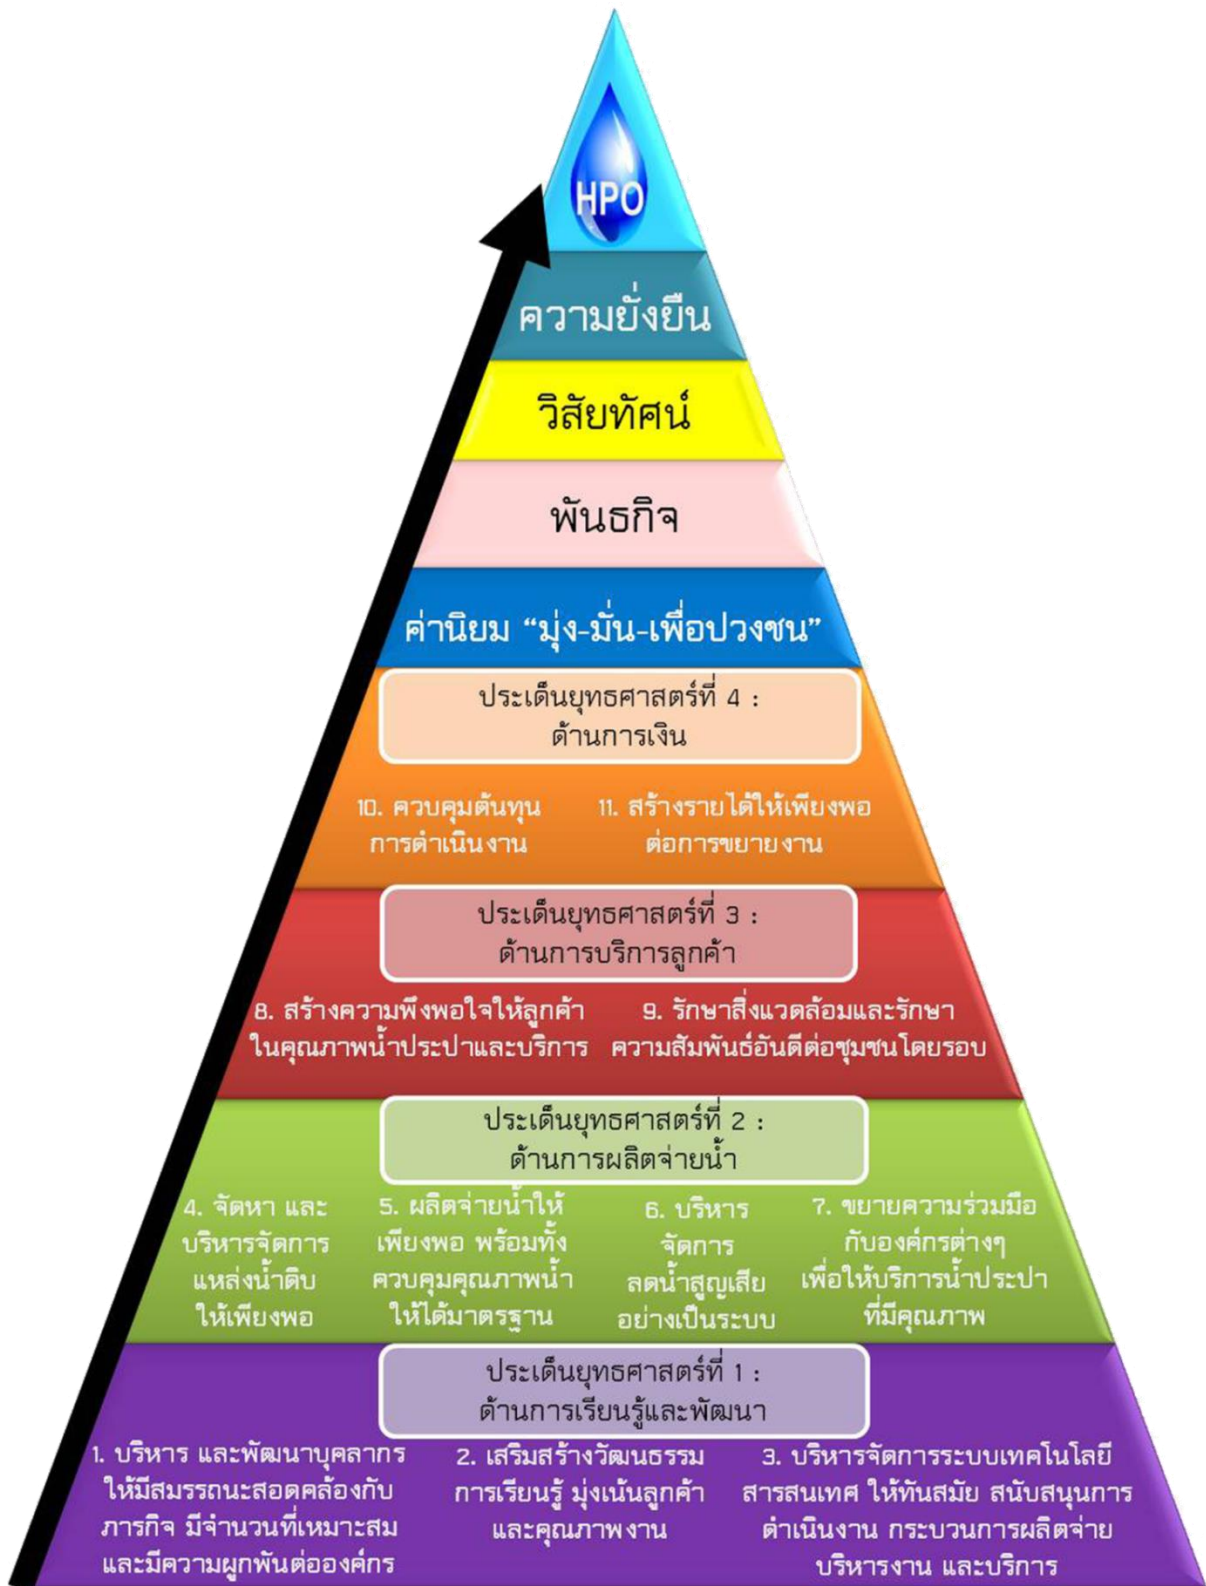 HPO
ความยั่งยืน
วิสัยทัศน์
พันธกิจ
ค่านิยม “มุ่ง-มั่น-เพื่อปวงชน”
ประเด็นยุทธศาสตร์ที่ 4 :
ด้านการเงิน
10. ควบคุมต้นทุน
การดำเนินงาน
11. สร้างรายได้ให้เพียงพอ
ต่อการขยายงาน
ประเด็นยุทธศาสตร์ที่ 3 :
ด้านการบริการลูกค้า
8. สร้างความพึงพอใจให้ลูกค้า
ในคุณภาพน้ำประปาและบริการ
9. รักษาสิ่งแวดล้อมและรักษา
ความสัมพันธ์อันดีต่อชุมชนโดยรอบ
ประเด็นยุทธศาสตร์ที่ 2 :
ด้านการผลิตจ่ายน้ำ
4. จัดหา และ
บริหารจัดการ
แหล่งน้ำดิบ
ให้เพียงพอ
5. ผลิตจ่ายน้ำให้
เพียงพอ พร้อมทั้ง
ควบคุมคุณภาพน้ำ
ให้ได้มาตรฐาน
6. บริหาร
จัดการ
ลดน้ำสูญเสีย
อย่างเป็นระบบ
7. ขยายความร่วมมือ
กับองค์กรต่างๆ
เพื่อให้บริการน้ำประปา
ที่มีคุณภาพ
ประเด็นยุทธศาสตร์ที่ 1 :
ด้านการเรียนรู้และพัฒนา
1. บริหาร และพัฒนาบุคลากร
ให้มีสมรรถนะสอดคล้องกับ
ภารกิจ มีจำนวนที่เหมาะสม
และมีความผูกพันต่อองค์กร
2. เสริมสร้างวัฒนธรรม
การเรียนรู้ มุ่งเน้นลูกค้า
และคุณภาพงาน
3. บริหารจัดการระบบเทคโนโลยี
สารสนเทศ ให้ทันสมัย สนับสนุนการ
ดำเนินงาน กระบวนการผลิตจ่าย
บริหารงาน และบริการ